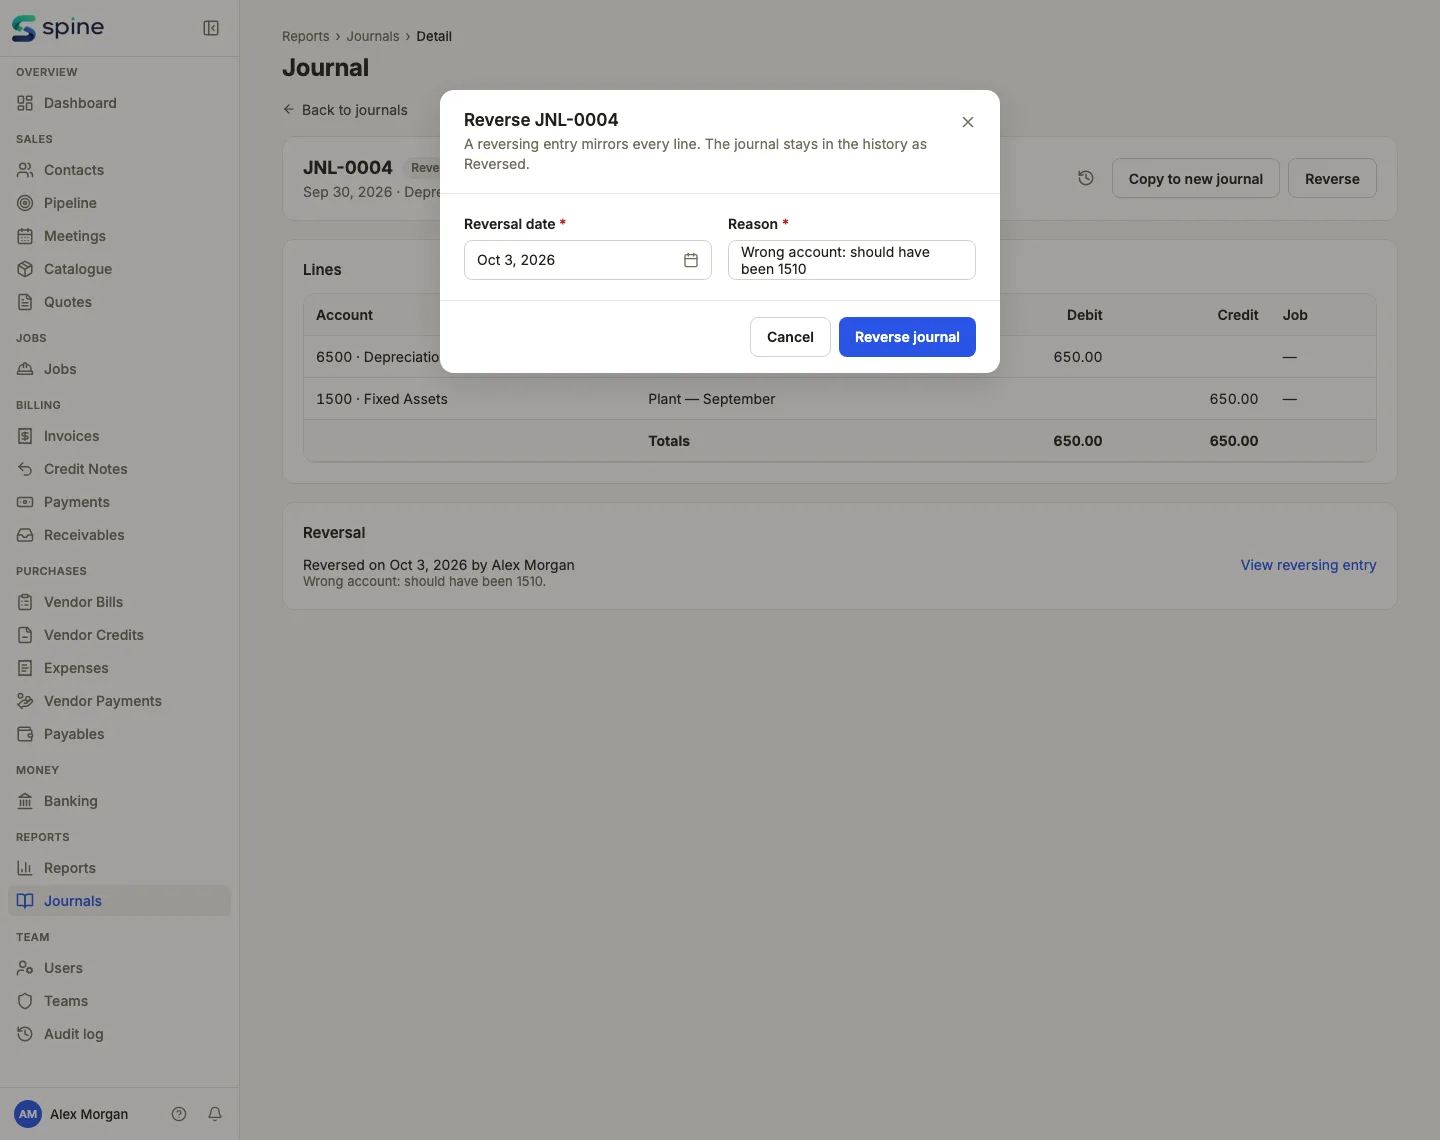 spine
OVERVIEW
Dashboard
SALES
Contacts
Pipeline
Meetings
Catalogue
Quotes
JOBS
Jobs
BILLING
Invoices
Credit Notes
Payments
Receivables
PURCHASES
Vendor Bills
Vendor Credits
Expenses
Vendor Payments
Payables
MONEY
Banking
REPORTS
Reports
Journals
TEAM
Users
Teams
Audit log
AM Alex Morgan
Reports › Journals › Detail
Journal
Back to journals
JNL-0004
Sep 30, 2026 ·
Copy to new journal
Reverse
Reverse JNL-0004
A reversing entry mirrors every line. The journal stays in the history as
Reversed.
Reversal date *
Oct 3, 2026
Reason *
Wrong account: should have
been 1510
Cancel
Reverse journal
Lines
Account Debit Credit Job
6500 · 650.00 —
1500 · Fixed Assets Plant — September 650.00 —
Totals 650.00 650.00
Reversal
Reversed on Oct 3, 2026 by Alex Morgan
Wrong account: should have been 1510.
View reversing entry